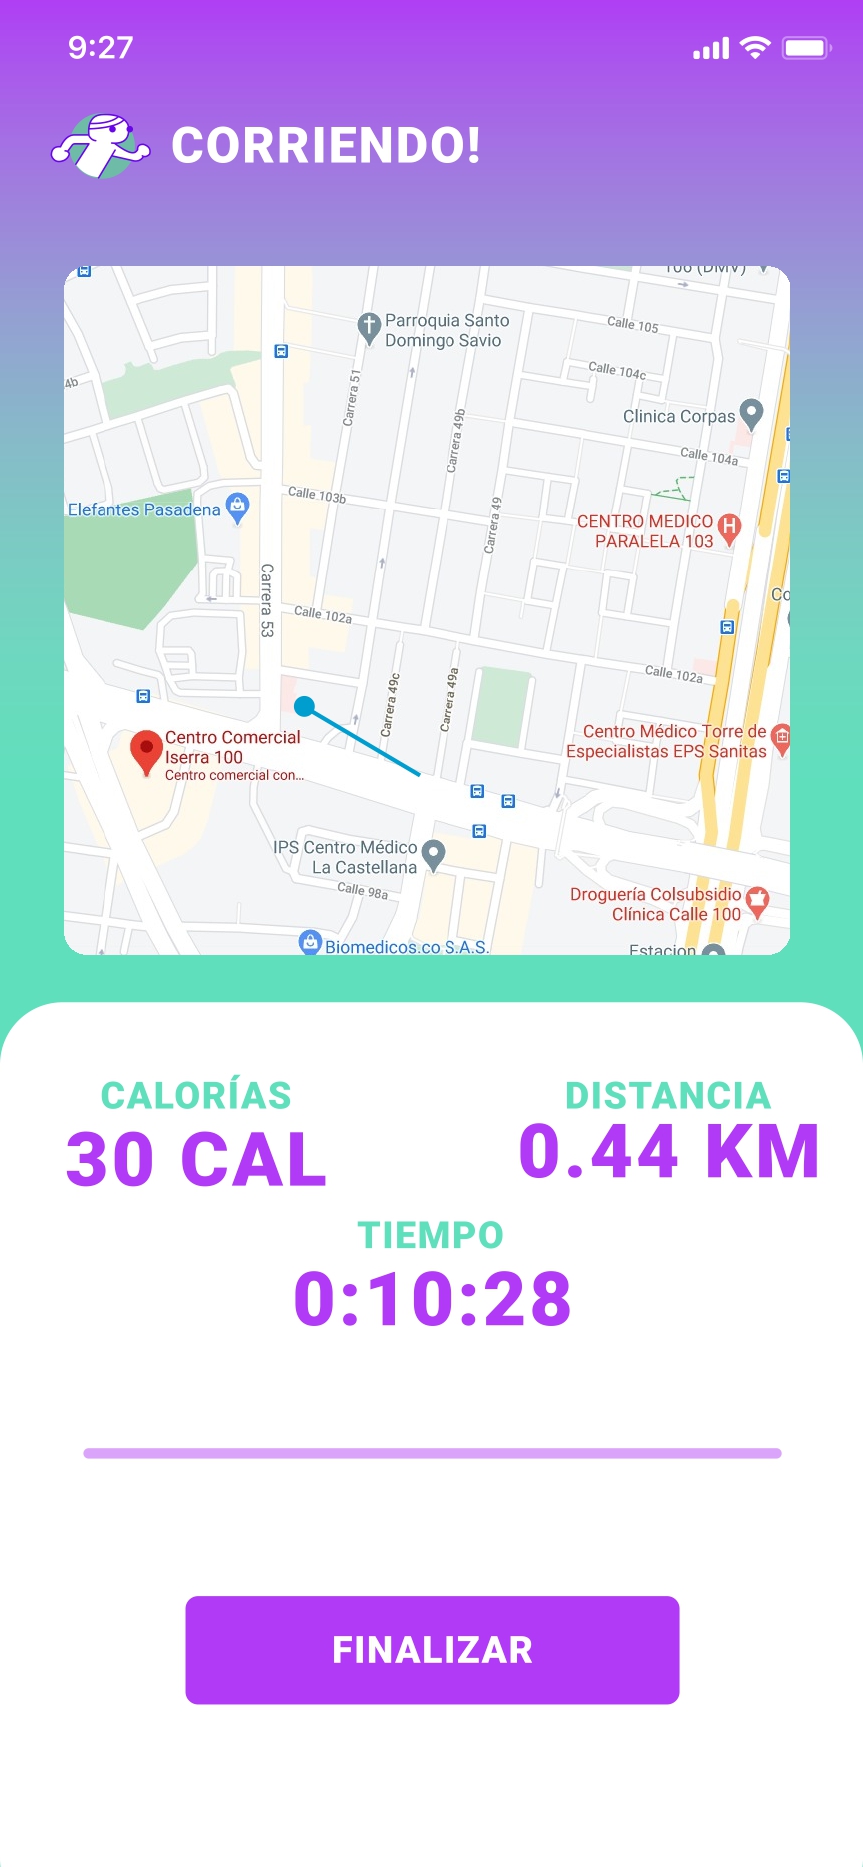 9:27
CORRIENDO!
106 (DMV)
Parroquia Santo
Domingo Savio
Calle 105
Calle 104c
4b
Carrera 51
Carrera 49b
Clinica Corpas
Calle 104a
Calle 103b
Elefantes Pasadena
Carrera 49
CENTRO MEDICO
PARALELA 103
Carrera 53
Co
Calle 102a
Calle 102a
Carrera 49c
Carrera 49a
Centro Comercial
Iserra 100
Centro comercial con...
Centro Médico Torre de
Especialistas EPS Sanitas
IPS Centro Médico
La Castellana
Calle 98a
Droguería Colsubsidio
Clínica Calle 100
Biomedicos.co S.A.S.
Estacion
CALORÍAS
30 CAL
DISTANCIA
0.44 KM
TIEMPO
0:10:28
FINALIZAR